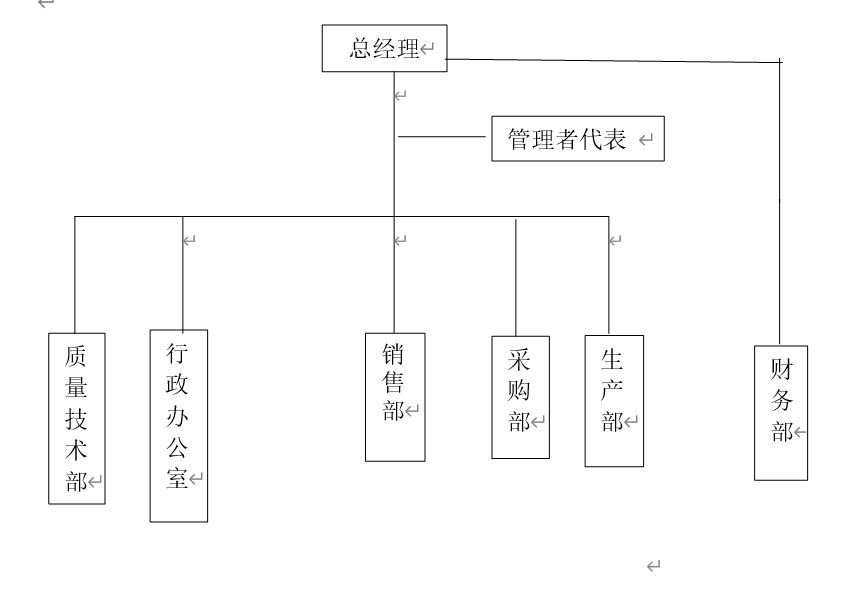 总经理
管理者代表
质量技术部
行政办公室
销售部
采购部
生产部
财务部